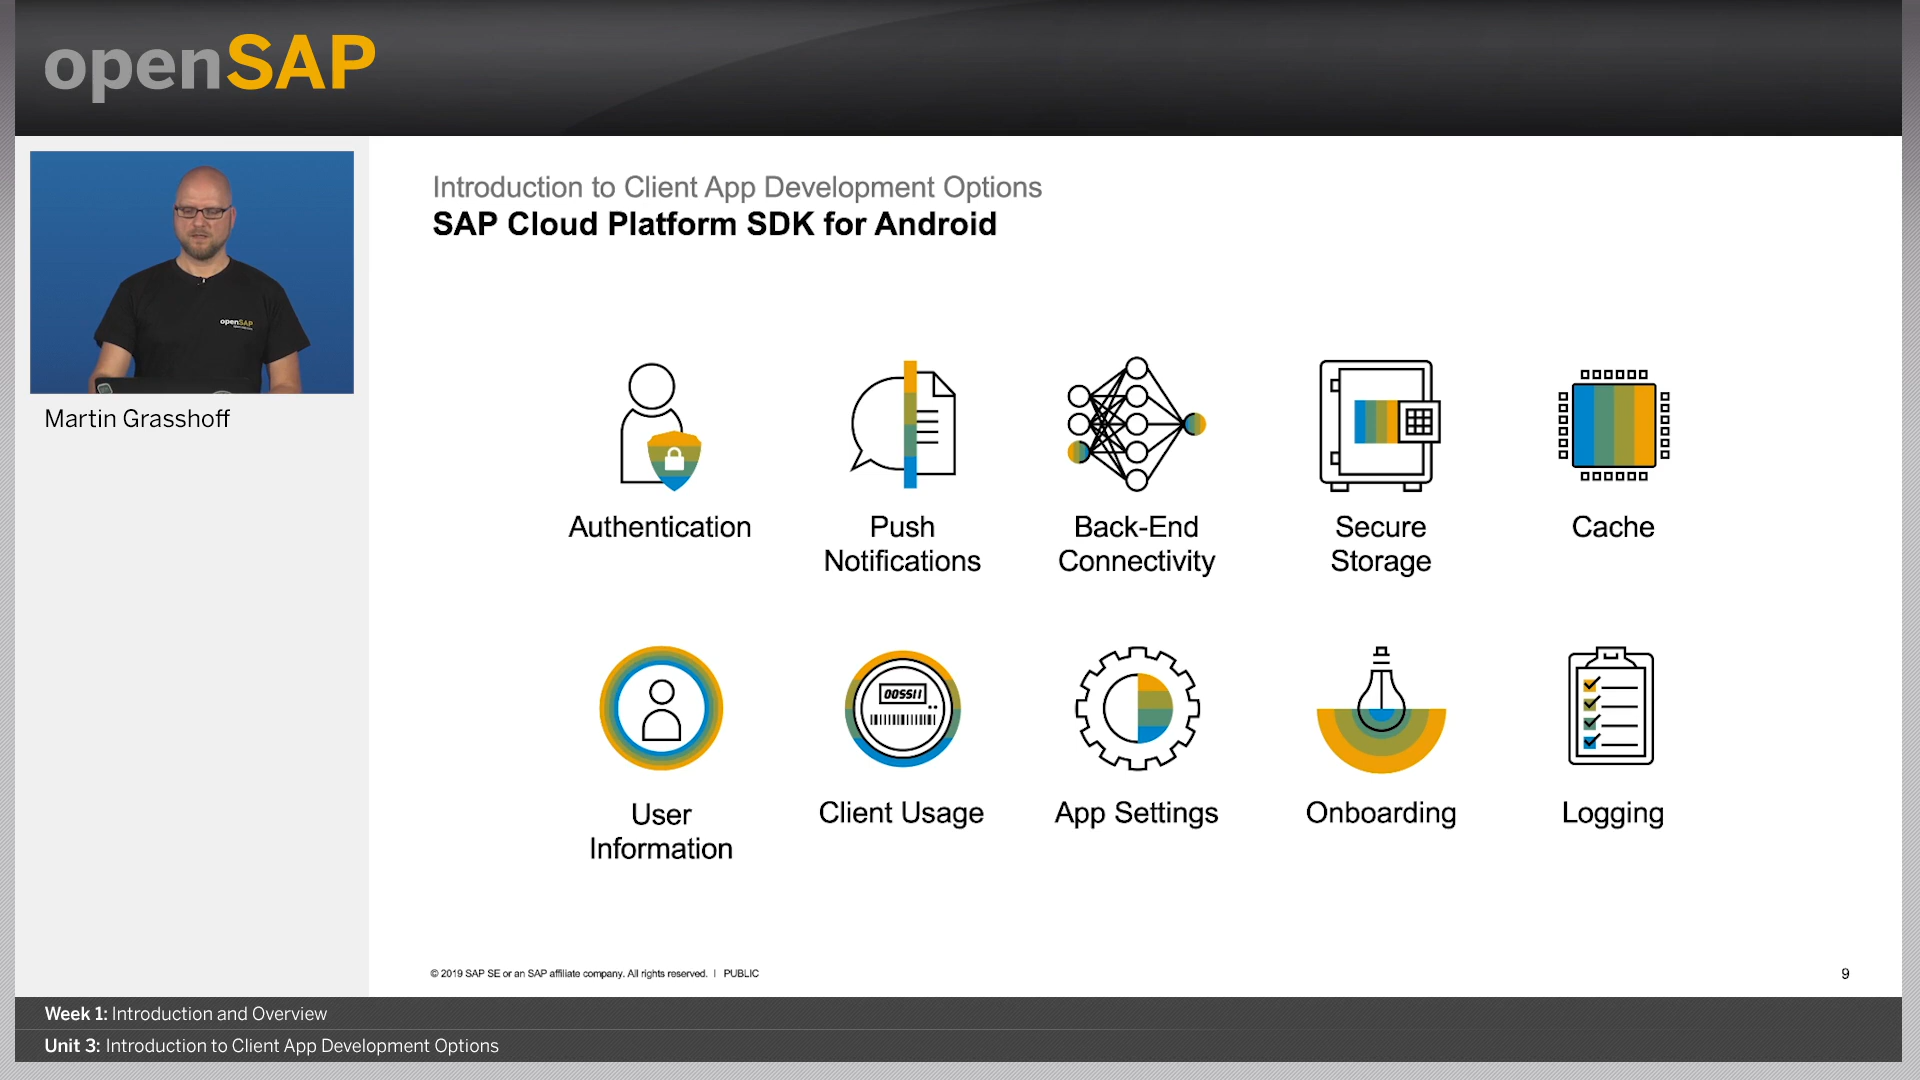 openSAP
Introduction to Client App Development Options
SAP Cloud Platform SDK for Android
openSAP
Martin Grasshoff
Authentication
Push
Notifications
Back-End
Connectivity
Secure
Storage
Cache
User
Information
Client Usage
App Settings
Onboarding
Logging
© 2019 SAP SE or an SAP affiliate company. All rights reserved. | PUBLIC
9
Week 1: Introduction and Overview
Unit 3: Introduction to Client App Development Options